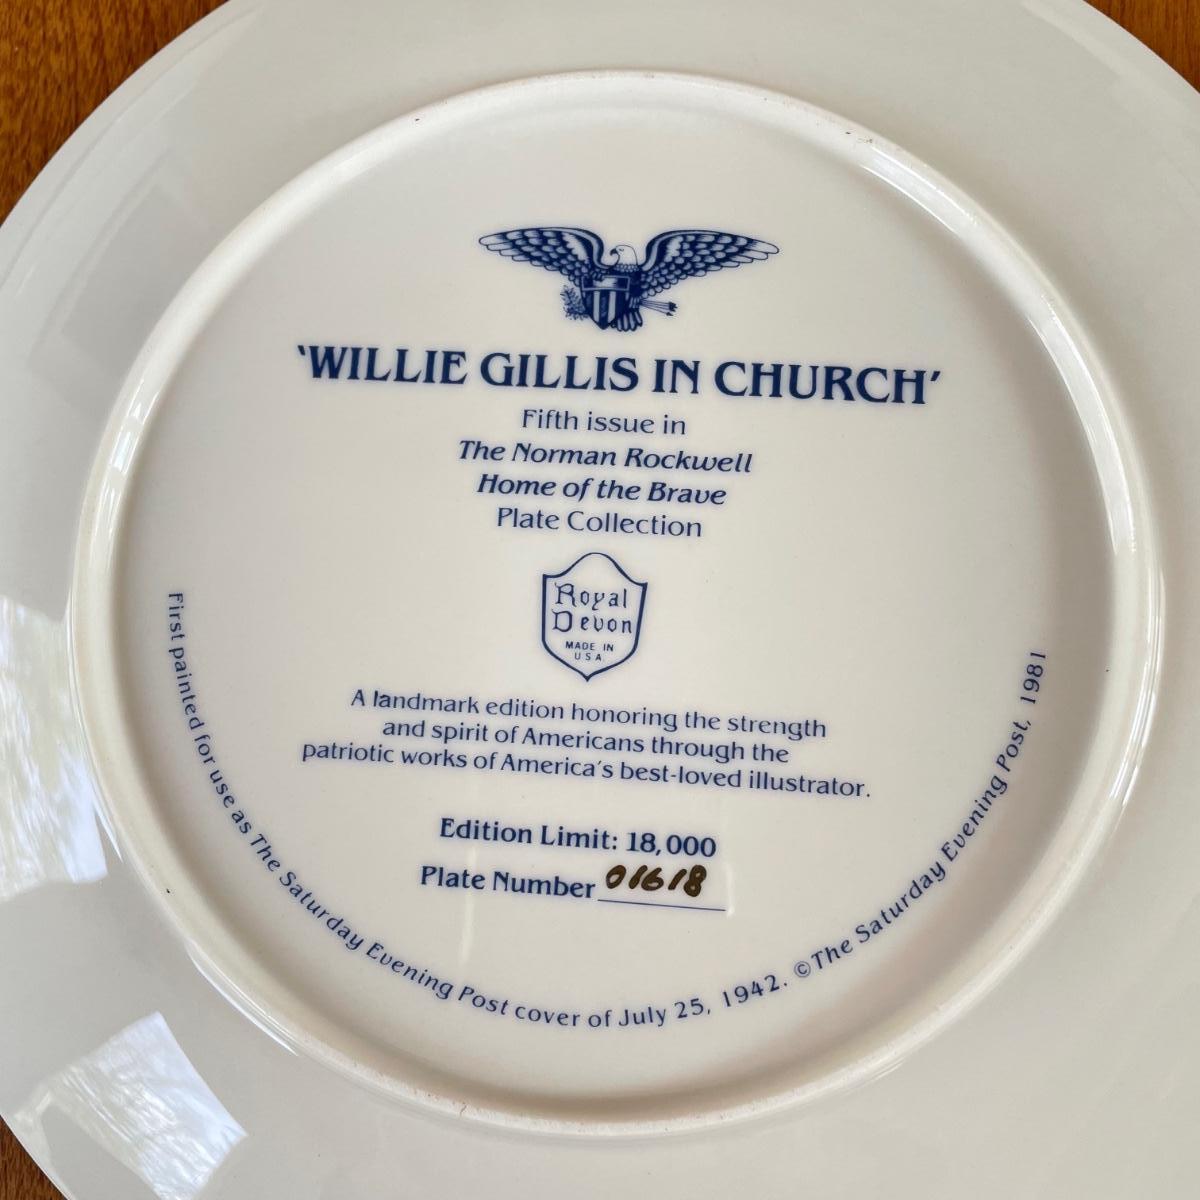 'WILLIE GILLIS IN CHURCH'
Fifth issue in
The Norman Rockwell
Home of the Brave
Plate Collection
Royal
Devon
MADE IN
U S A
A landmark edition honoring the strength
and spirit of Americans through the
patriotic works of America's best-loved illustrator.
Edition Limit: 18,000
Plate Number 01618
First painted for use as The Saturday Evening Post cover of July 25, 1942. ©The Saturday Evening Post, 1981